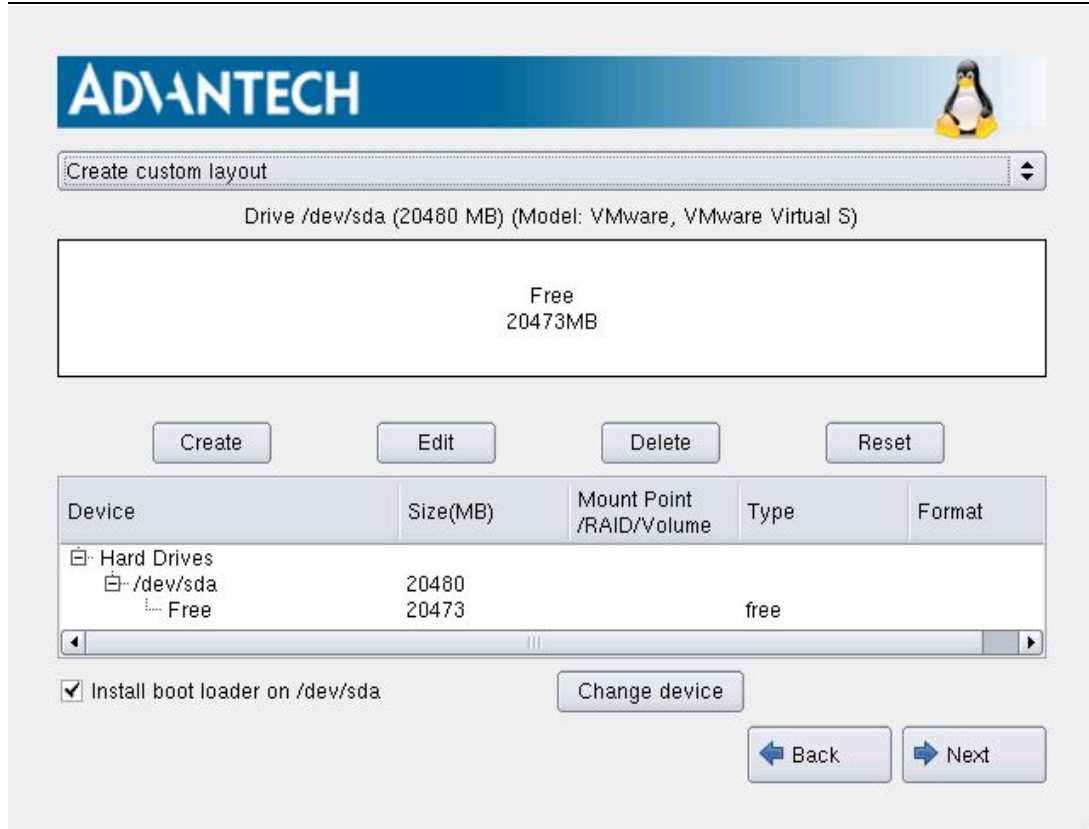 ADVANTECH
Create custom layout
Drive /dev/sda (20480 MB) (Model: VMware, VMware Virtual S)
Free
20473MB
Create Edit Delete Reset
Device Size(MB) Mount Point /RAID/Volume Type Format
Hard Drives
/dev/sda 20480
Free 20473 free
Install boot loader on /dev/sda Change device
Back Next